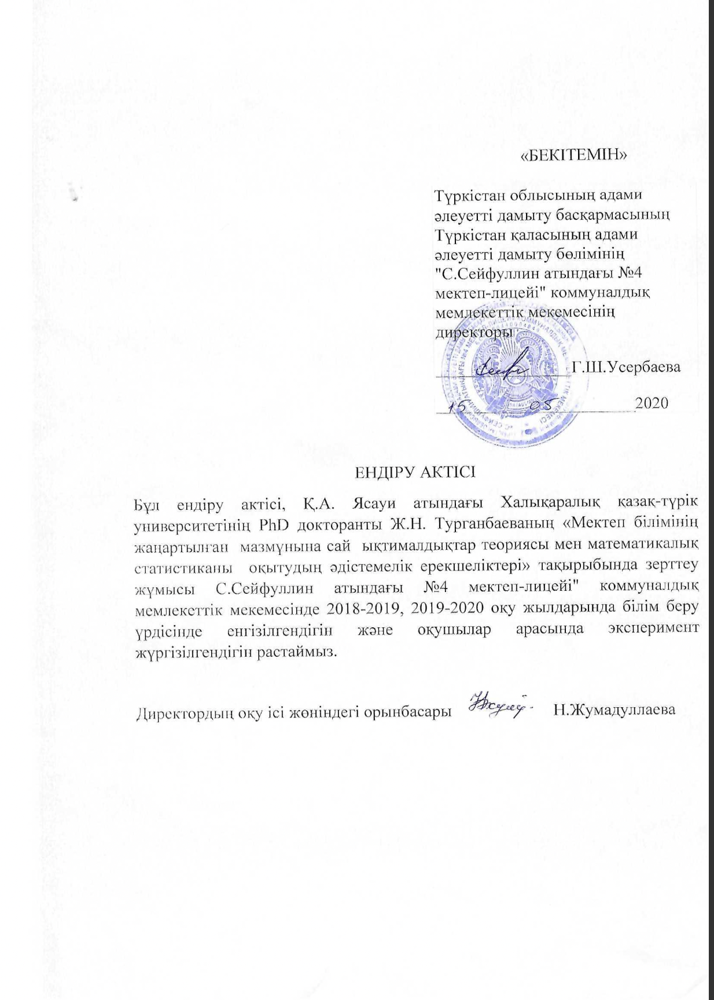 «БЕКІТЕМІН»
Түркістан облысының адами
әлеуетті дамыту басқармасының
Түркістан қаласының адами
әлеуетті дамыту бөлімінің
"С.Сейфуллин атындағы №4
мектеп-лицейі" коммуналдық
мемлекеттік мекемесінің
директоры
Г.Ш.Усербаева
15 05 2020
ЕНДІРУ АКТІСІ
Бұл ендіру актісі, Қ.А. Ясауи атындағы Халықаралық қазақ-түрік
университетінің PhD докторанты Ж.Н. Турганбаеваның «Мектеп білімінің
жаңартылған мазмұнына сай ықтималдықтар теориясы мен математикалық
статистиканы оқытудың әдістемелік ерекшеліктері» тақырыбында зерттеу
жұмысы С.Сейфуллин атындағы №4 мектеп-лицейі" коммуналдық
мемлекеттік мекемесінде 2018-2019, 2019-2020 оқу жылдарында білім беру
үрдісінде енгізілгендігін және оқушылар арасында эксперимент
жүргізілгендігін растаймыз.
Директордың оқу ісі жөніндегі орынбасары Н.Жумадуллаева